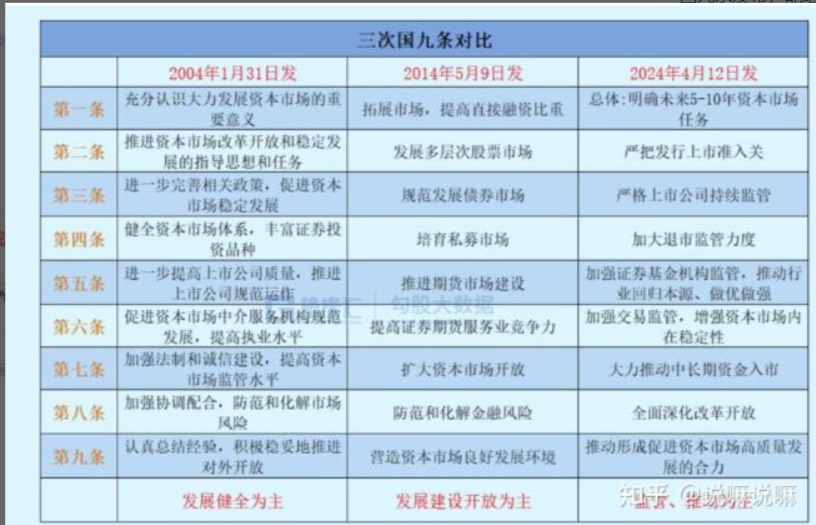 三次国九条对比
2004年1月31日发 2014年5月9日发 2024年4月12日发
第一条 充分认识大力发展资本市场的重要意义 拓展市场，提高直接融资比重 总体:明确未来5-10年资本市场任务
第二条 推进资本市场改革开放和稳定发展的指导思想和任务 发展多层次股票市场 严把发行上市准入关
第三条 进一步完善相关政策，促进资本市场稳定发展 规范发展债券市场 严格上市公司持续监管
第四条 健全资本市场体系，丰富证券投资品种 培育私募市场 加大退市监管力度
第五条 进一步提高上市公司质量，推进上市公司规范运作 推进期货市场建设 加强证券基金机构监管，推动行业回归本源、做优做强
第六条 促进资本市场中介服务机构规范发展，提高执业水平 提高证券期货服务业竞争力 加强交易监管，增强资本市场内在稳定性
第七条 加强法制和诚信建设，提高资本市场监管水平 扩大资本市场开放 大力推动中长期资金入市
第八条 加强协调配合，防范和化解市场风险 防范和化解金融风险 全面深化改革开放
第九条 认真总结经验，积极稳妥地推进对外开放 营造资本市场良好发展环境 推动形成促进资本市场高质量发展的合力
发展健全为主 发展建设开放为主 监管、推动为主
格隆汇 勾股大数据
知乎 @说嘛说嘛